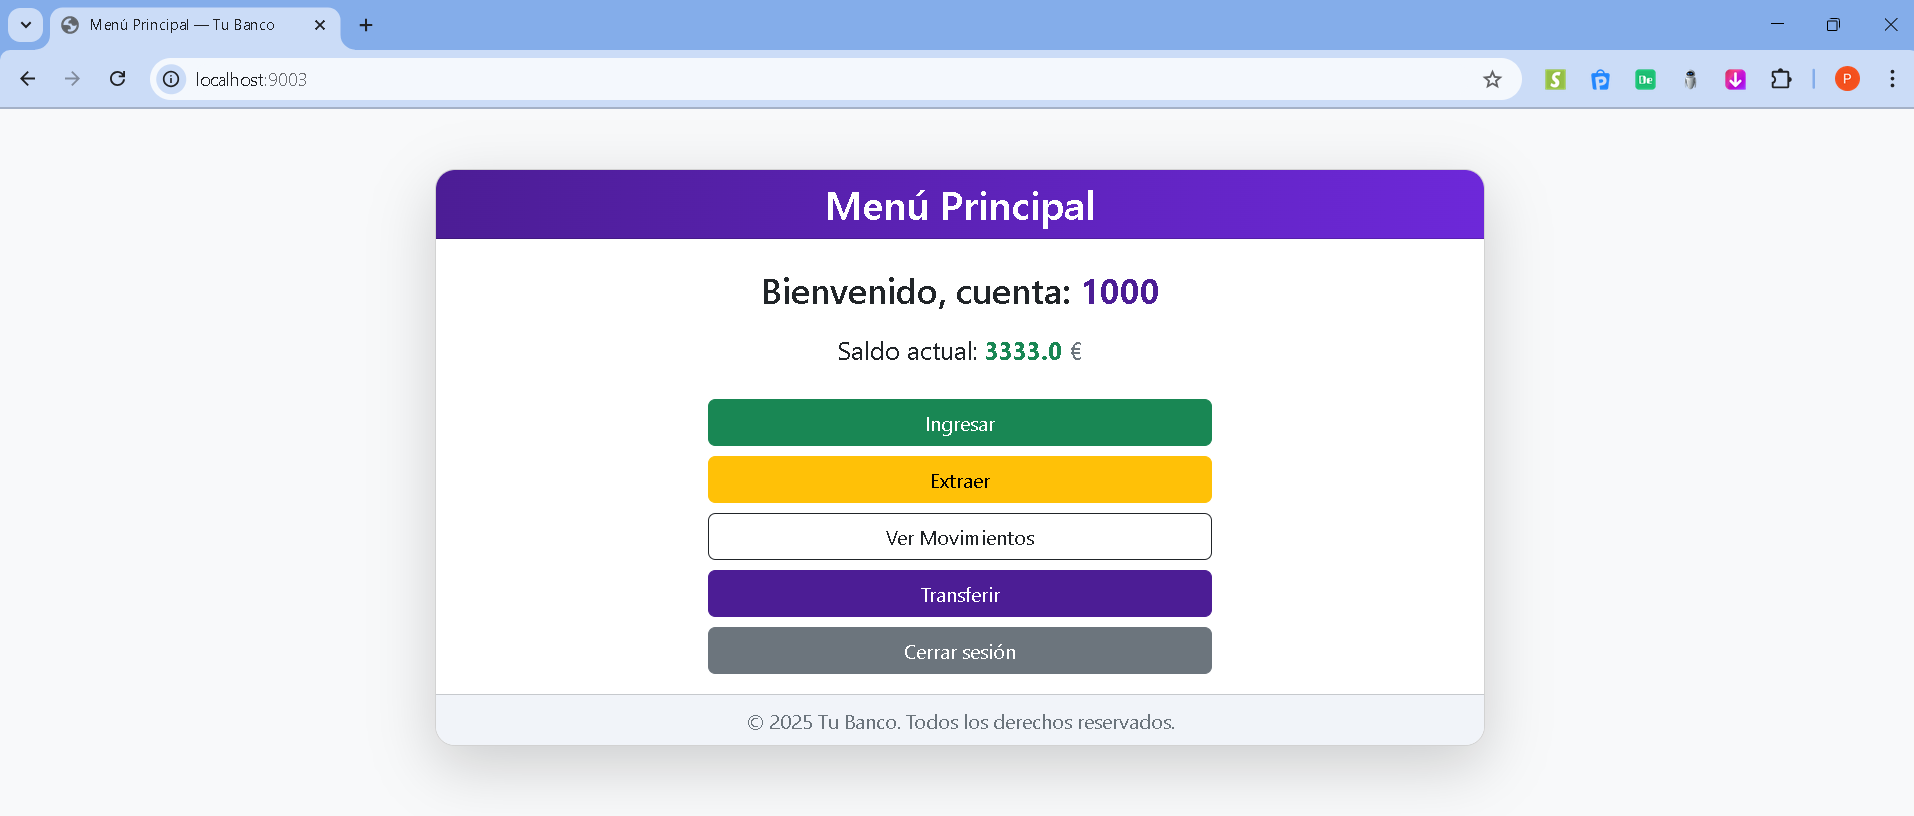 Menú Principal — Tu Banco
localhost:9003
S
P
De
P
Menú Principal
Bienvenido, cuenta: 1000
Saldo actual: 3333.0 €
Ingresar
Extraer
Ver Movimientos
Transferir
Cerrar sesión
© 2025 Tu Banco. Todos los derechos reservados.